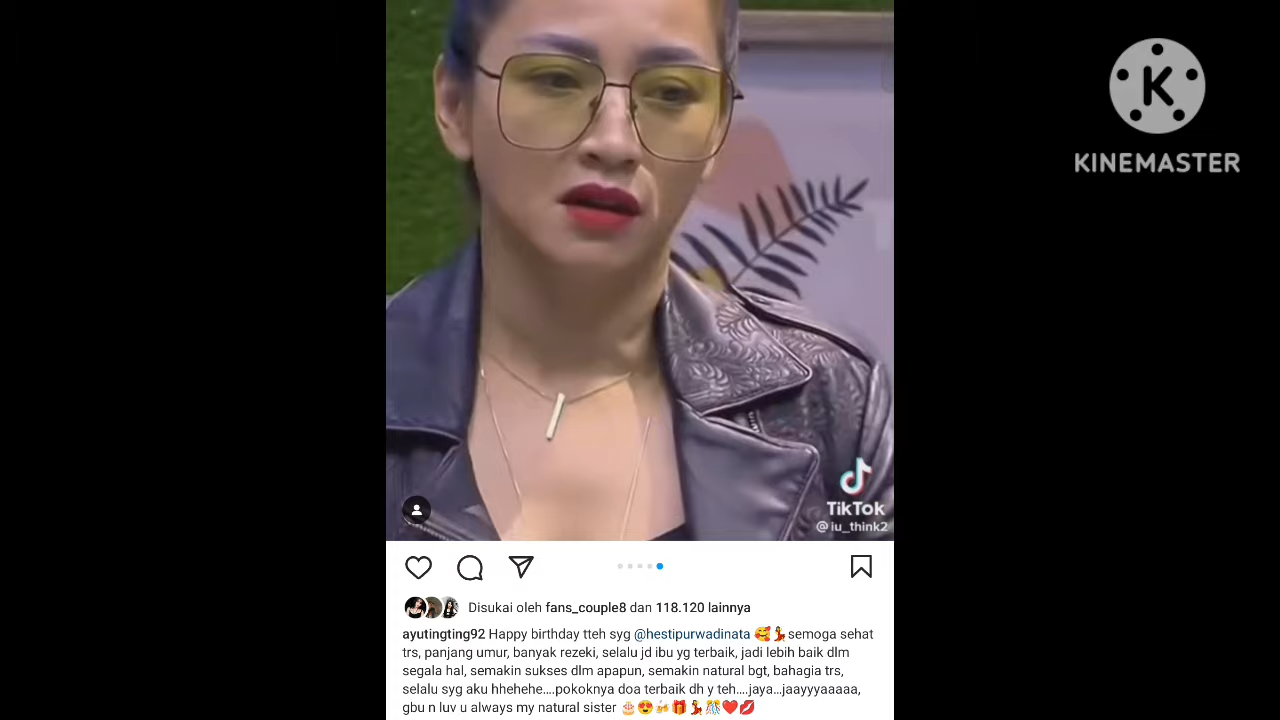 KINEMASTER
TikTok
@iu_think2
Disukai oleh fans_couple8 dan 118.120 lainnya
ayutingting92 Happy birthday tteh syg @hestipurwadinata 🥰💃semoga sehat
trs, panjang umur, banyak rezeki, selalu jd ibu yg terbaik, jadi lebih baik dlm
segala hal, semakin sukses dlm apapun, semakin natural bgt, bahagia trs,
selalu syg aku hhehehe....pokoknya doa terbaik dh y teh....jaya...jaayyyaaaaa,
gbu n luv u always my natural sister 🎂😍🍻🎁💃🎊❤️💋